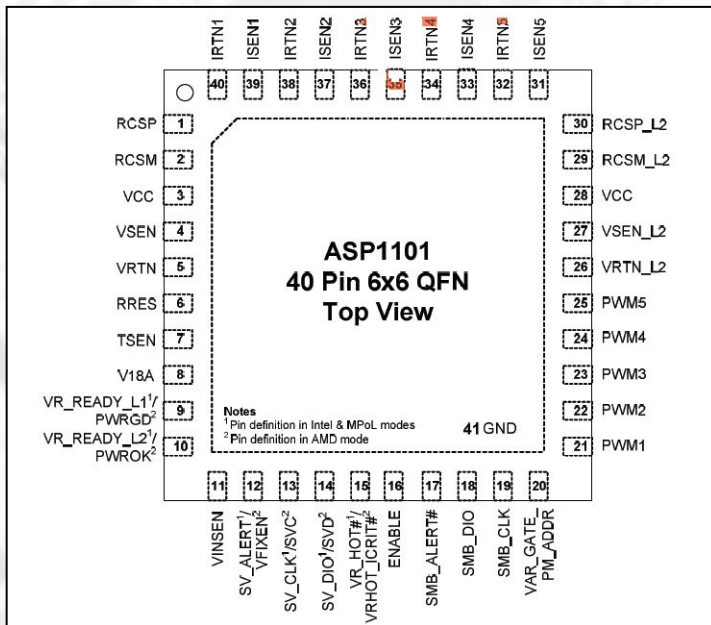 IRTN1 ISEN1 IRTN2 ISEN2 IRTN3 ISEN3 IRTN4 ISEN4 IRTN5 ISEN5
40 39 38 37 36 35 34 33 32 31
RCSP 1
RCSM 2
VCC 3
VSEN 4
VRTN 5
RRES 6
TSEN 7
V18A 8
VR_READY_L1¹/
PWRGD² 9
VR_READY_L2¹/
PWROK² 10
ASP1101
40 Pin 6x6 QFN
Top View
Notes
¹Pin definition in Intel & MPoL modes
²Pin definition in AMD mode
41 GND
30 RCSP_L2
29 RCSM_L2
28 VCC
27 VSEN_L2
26 VRTN_L2
25 PWM5
24 PWM4
23 PWM3
22 PWM2
21 PWM1
11 12 13 14 15 16 17 18 19 20
VINSEN
SV_ALERT¹/
VFIXEN²
SV_CLK¹/SVC²
SV_DIO¹/SVD²
VR_HOT#¹/
VRHOT_ICRIT#²
ENABLE
SMB_ALERT#
SMB_DIO
SMB_CLK
VAR_GATE_
PM_ADDR